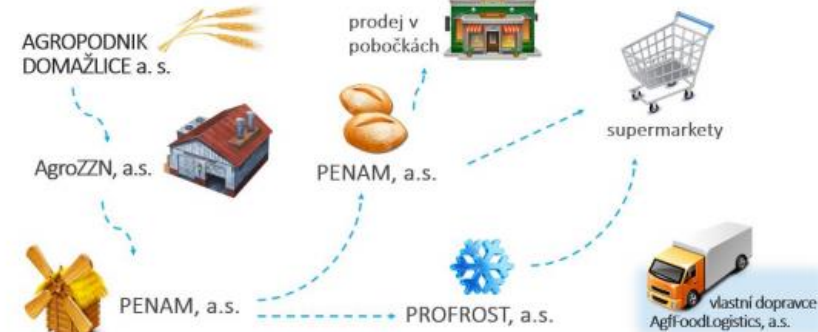 AGROPODNIK
DOMAŽLICE a. s.
prodej v
pobočkách
supermarkety
AgroZZN, a.s.
PENAM, a.s.
PENAM, a.s.
PROFROST, a.s.
vlastní dopravce
AgfFoodLogistics, a.s.